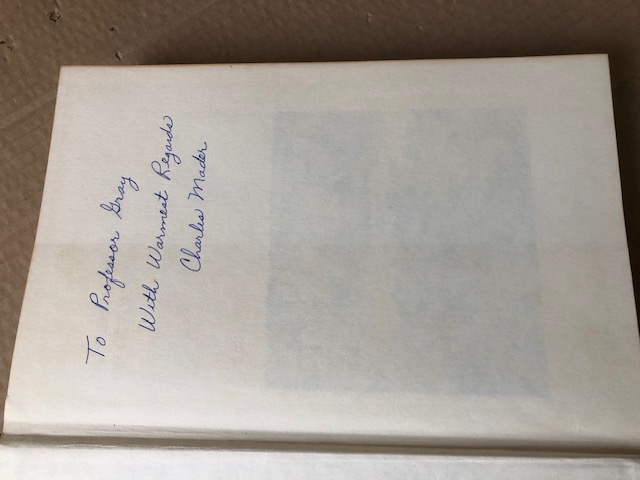 To Professor Gray
With Warmest Regards
Charles Mader